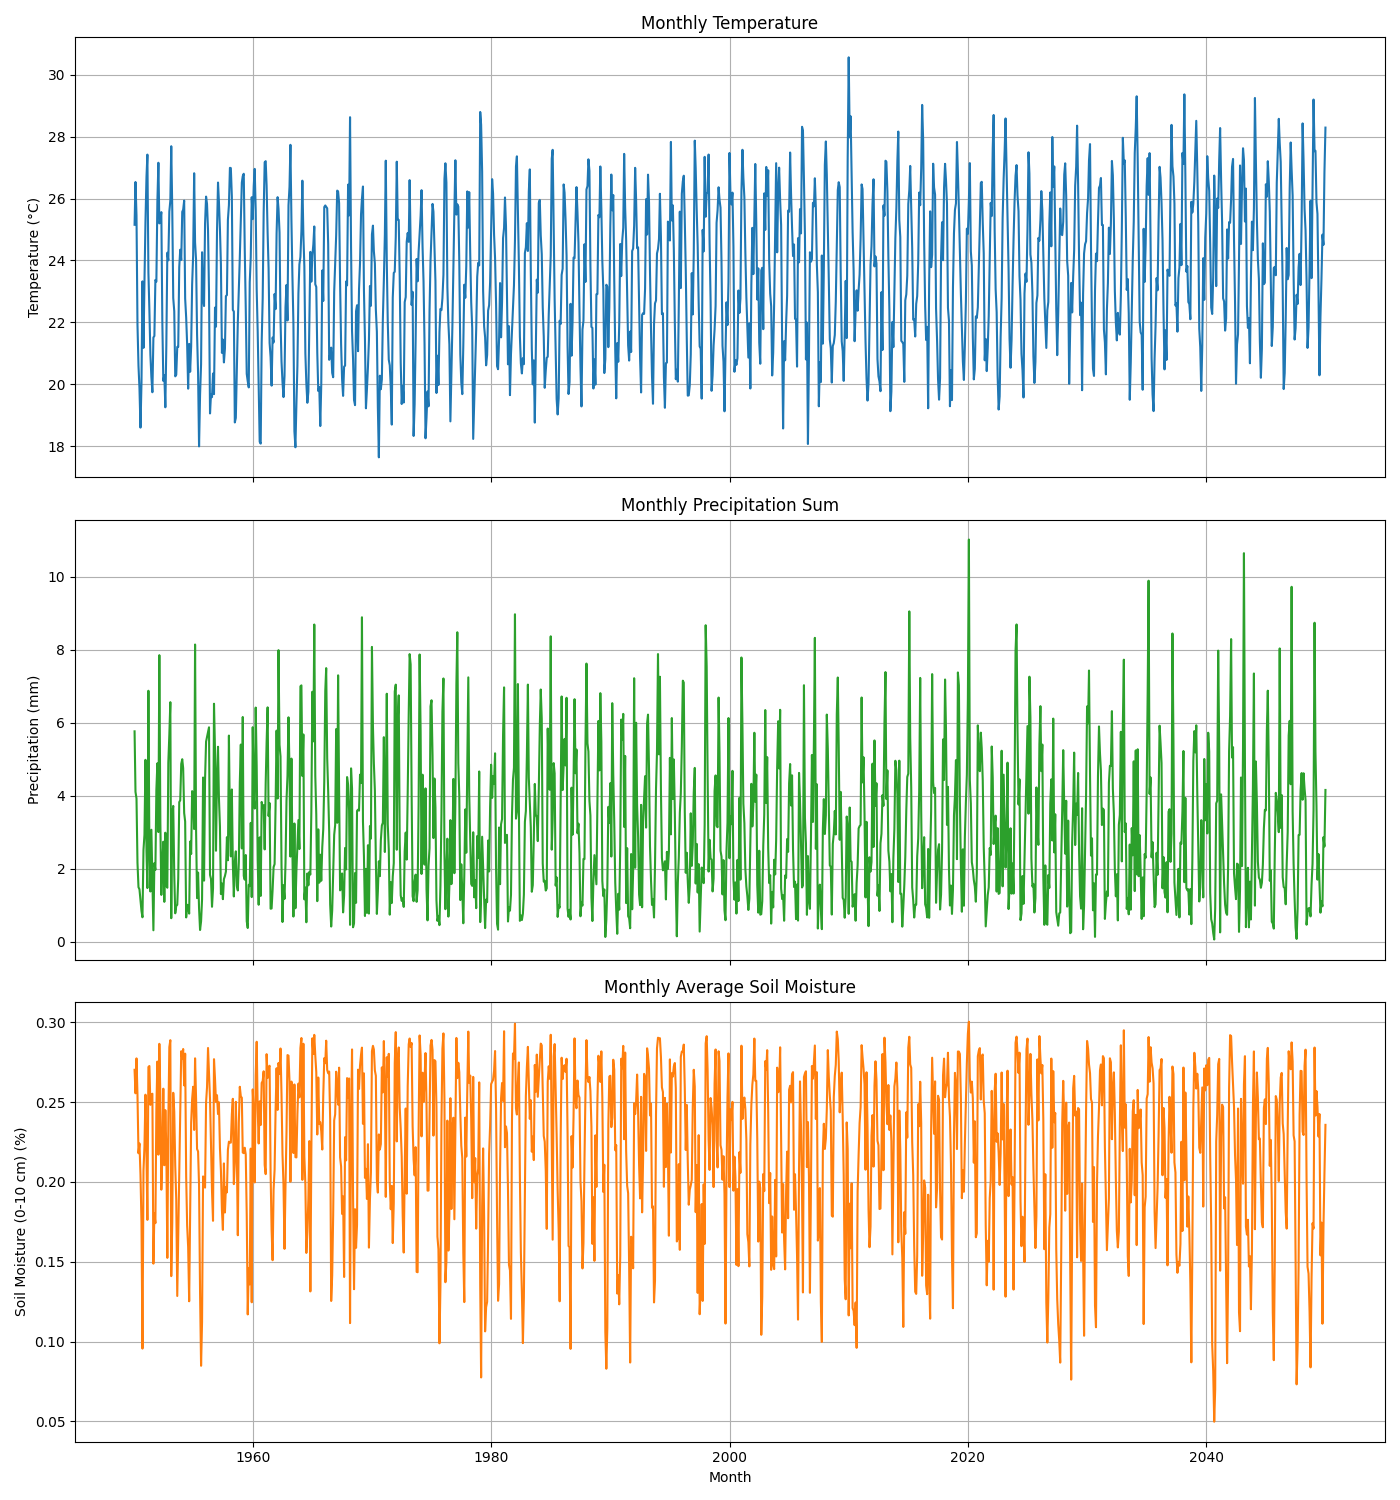 Monthly Temperature
30
28
26
24
22
20
18
Temperature (°C)
Monthly Precipitation Sum
10
8
6
4
2
0
Precipitation (mm)
Monthly Average Soil Moisture
0.30
0.25
0.20
0.15
0.10
0.05
Soil Moisture (0-10 cm) (%)
1960 1980 2000 2020 2040
Month